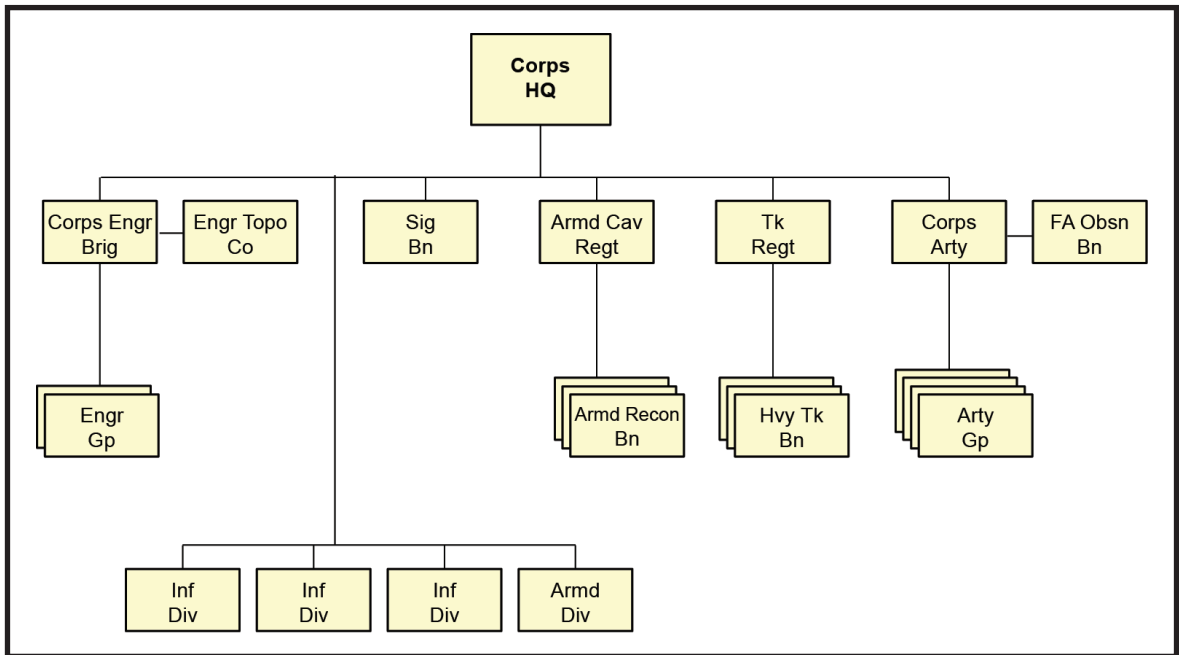 Corps
HQ
Corps Engr
Brig
Engr Topo
Co
Sig
Bn
Armd Cav
Regt
Tk
Regt
Corps
Arty
FA Obsn
Bn
Engr
Gp
Armd Recon
Bn
Hvy Tk
Bn
Arty
Gp
Inf
Div
Inf
Div
Inf
Div
Armd
Div